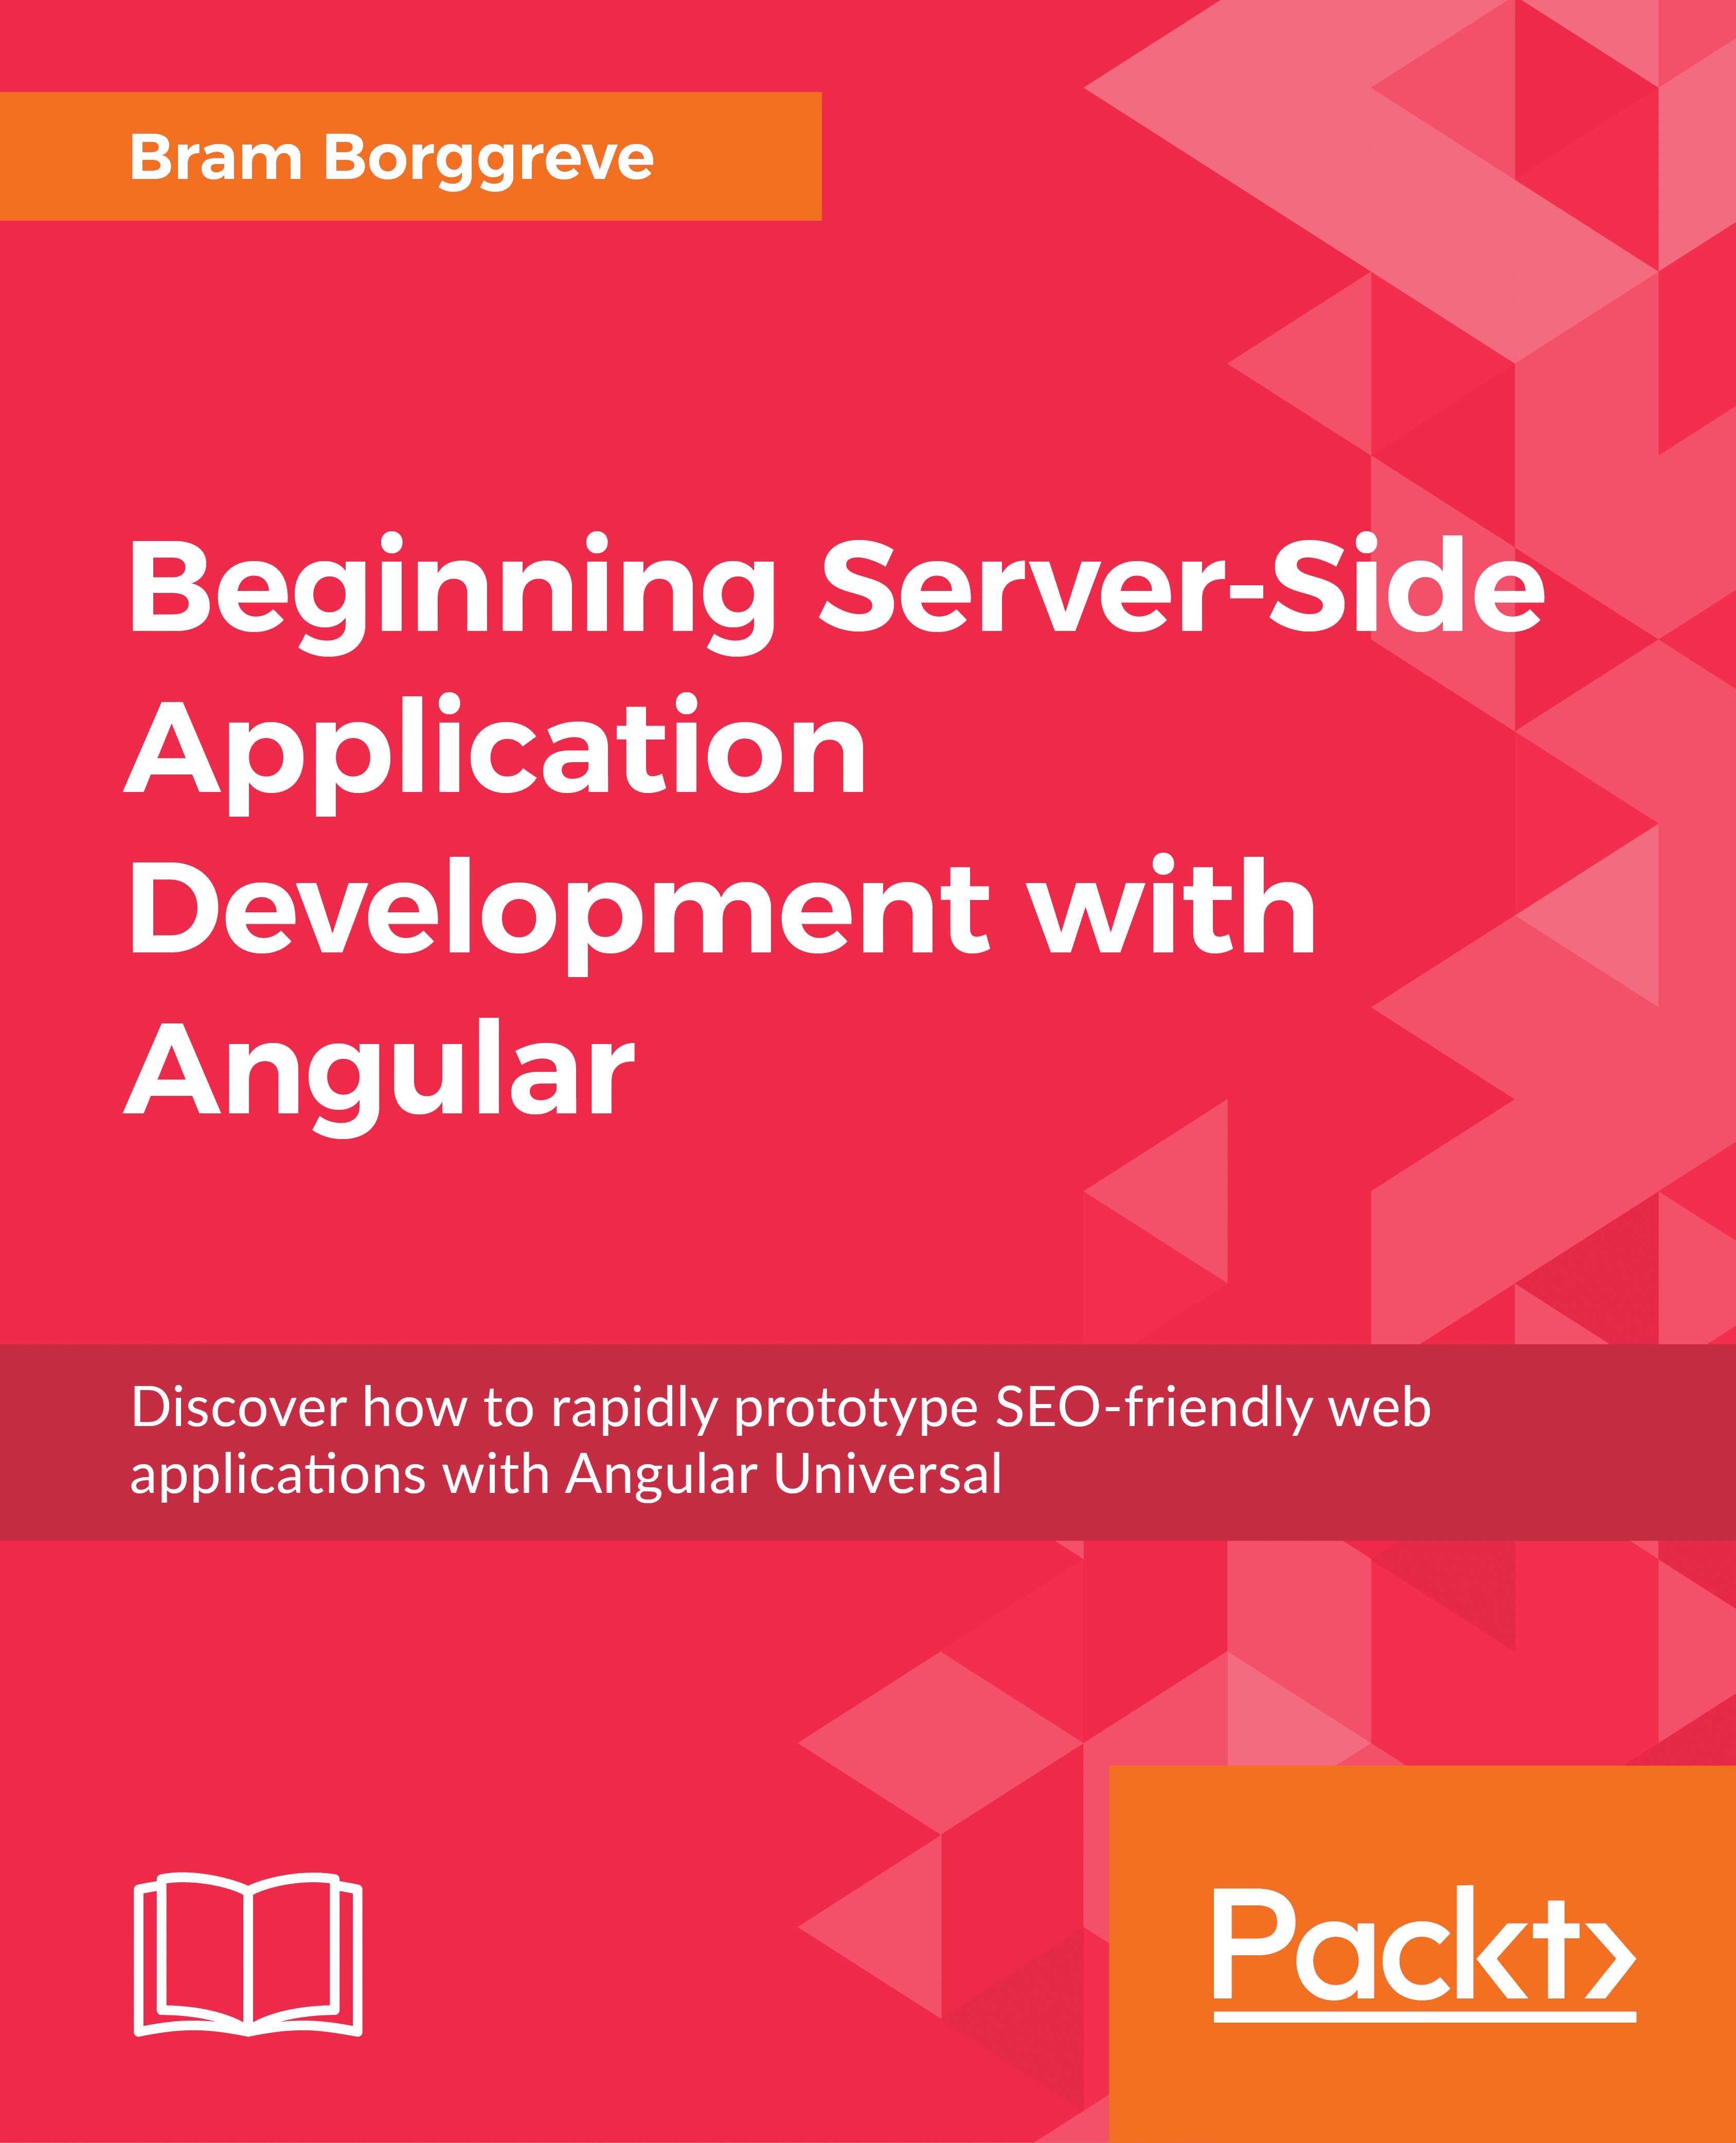 Bram Borggreve
Beginning Server-Side
Application
Development with
Angular
Discover how to rapidly prototype SEO-friendly web
applications with Angular Universal
Packt>